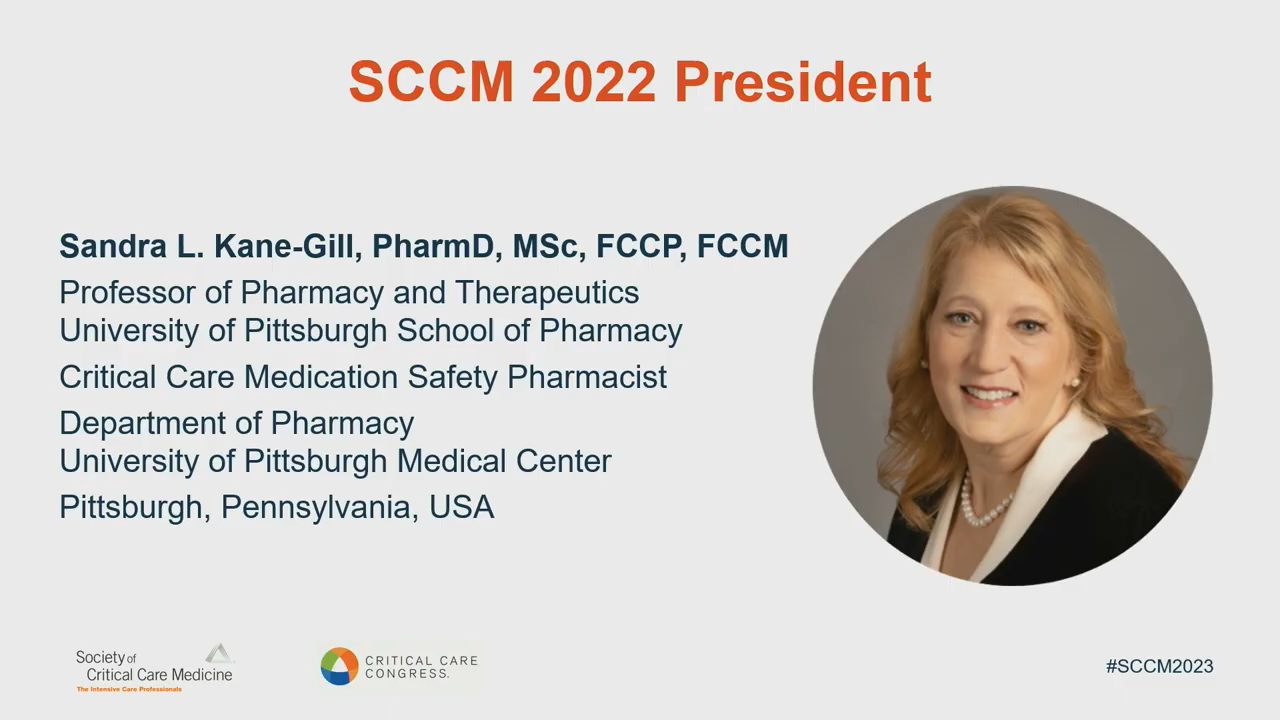 SCCM 2022 President
Sandra L. Kane-Gill, PharmD, MSc, FCCP, FCCM
Professor of Pharmacy and Therapeutics
University of Pittsburgh School of Pharmacy
Critical Care Medication Safety Pharmacist
Department of Pharmacy
University of Pittsburgh Medical Center
Pittsburgh, Pennsylvania, USA
Society of
Critical Care Medicine
The Intensive Care Professionals
CRITICAL CARE
CONGRESS.
#SCCM2023